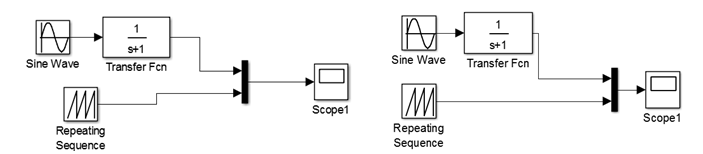 1
s+1
Sine Wave
Transfer Fcn
Scope1
Repeating
Sequence
1
s+1
Sine Wave
Transfer Fcn
Scope1
Repeating
Sequence